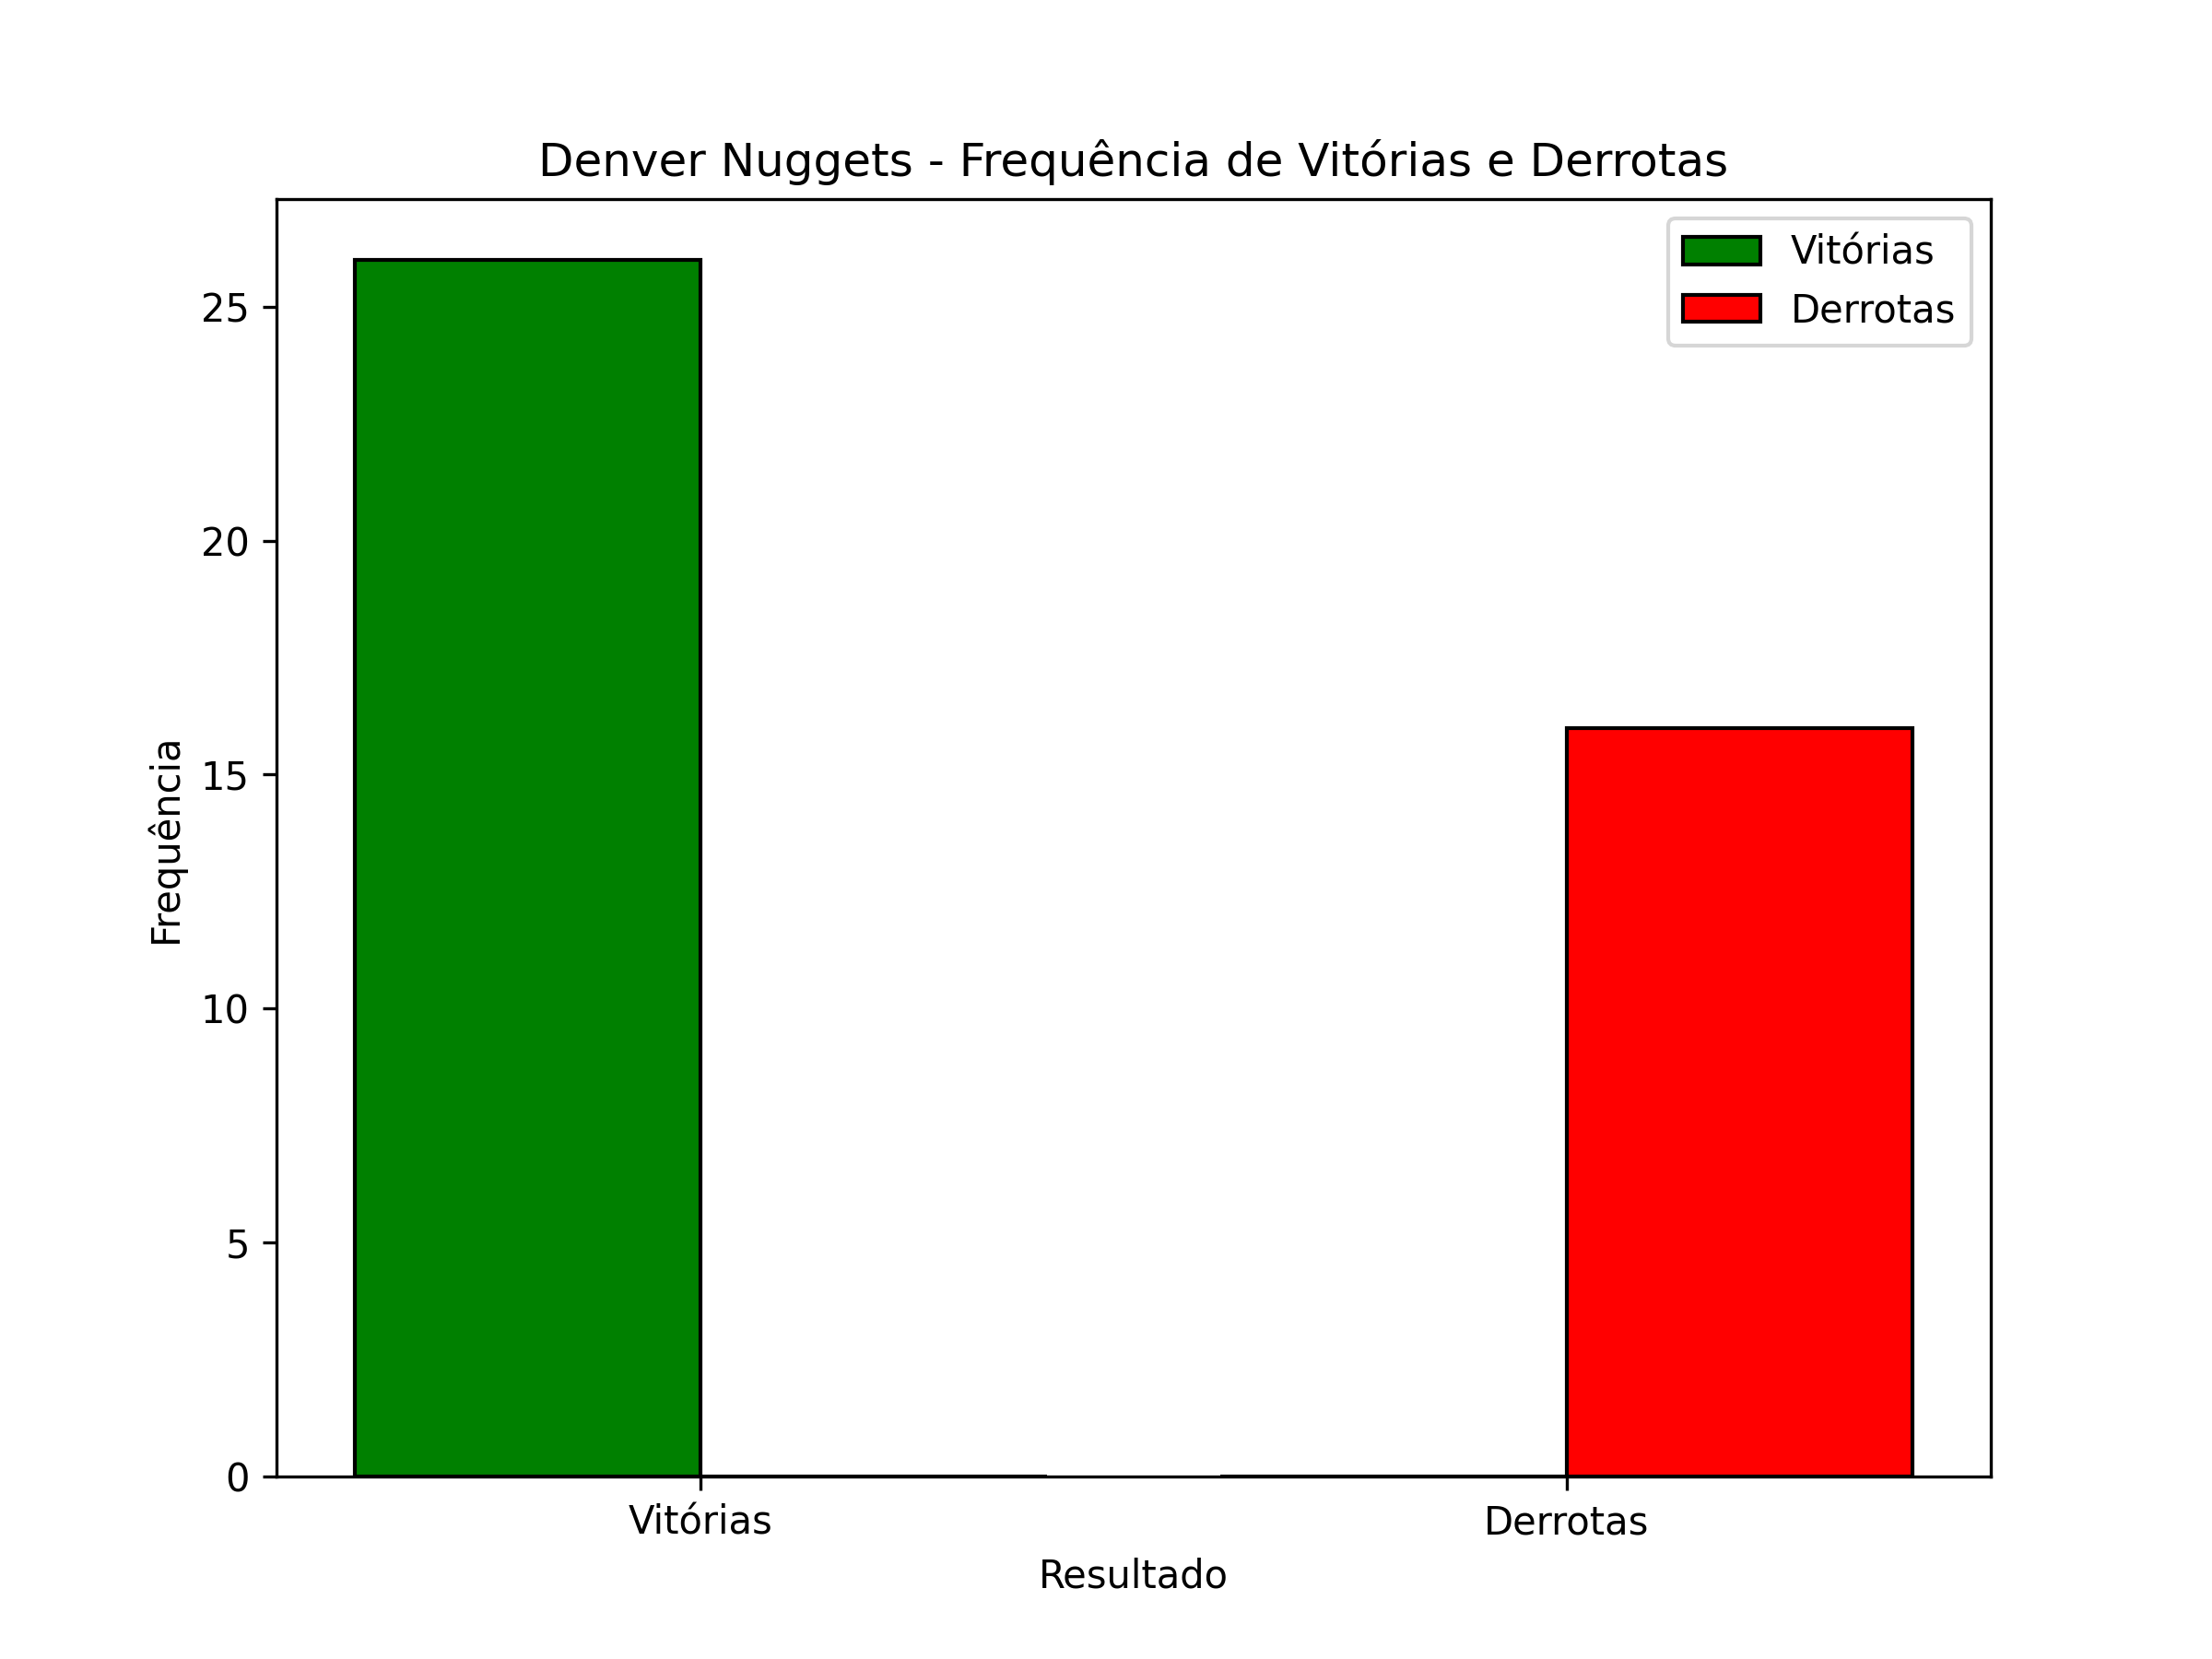 Denver Nuggets - Frequência de Vitórias e Derrotas
Vitórias
Derrotas
25
20
15
10
5
0
Frequência
Vitórias
Derrotas
Resultado